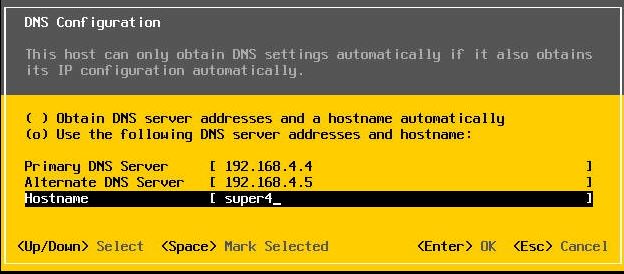 DNS Configuration
This host can only obtain DNS settings automatically if it also obtains
its IP configuration automatically.
( ) Obtain DNS server addresses and a hostname automatically
(o) Use the following DNS server addresses and hostname:
Primary DNS Server [ 192.168.4.4 ]
Alternate DNS Server [ 192.168.4.5 ]
Hostname [ super4_ ]
<Up/Down> Select <Space> Mark Selected <Enter> OK <Esc> Cancel